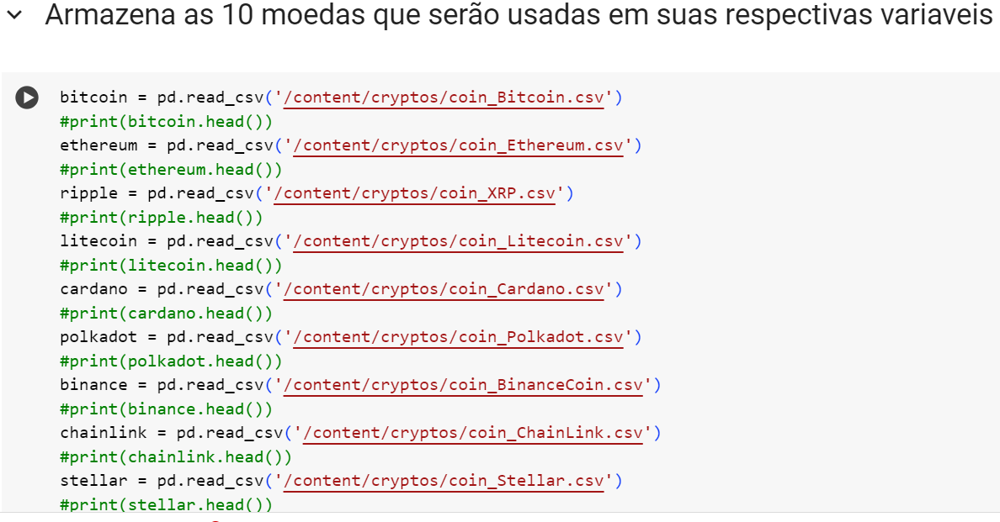 Armazena as 10 moedas que serão usadas em suas respectivas variaveis
bitcoin = pd.read_csv('/content/cryptos/coin_Bitcoin.csv')
#print(bitcoin.head())
ethereum = pd.read_csv('/content/cryptos/coin_Ethereum.csv')
#print(ethereum.head())
ripple = pd.read_csv('/content/cryptos/coin_XRP.csv')
#print(ripple.head())
litecoin = pd.read_csv('/content/cryptos/coin_Litecoin.csv')
#print(litecoin.head())
cardano = pd.read_csv('/content/cryptos/coin_Cardano.csv')
#print(cardano.head())
polkadot = pd.read_csv('/content/cryptos/coin_Polkadot.csv')
#print(polkadot.head())
binance = pd.read_csv('/content/cryptos/coin_BinanceCoin.csv')
#print(binance.head())
chainlink = pd.read_csv('/content/cryptos/coin_ChainLink.csv')
#print(chainlink.head())
stellar = pd.read_csv('/content/cryptos/coin_Stellar.csv')
#print(stellar.head())